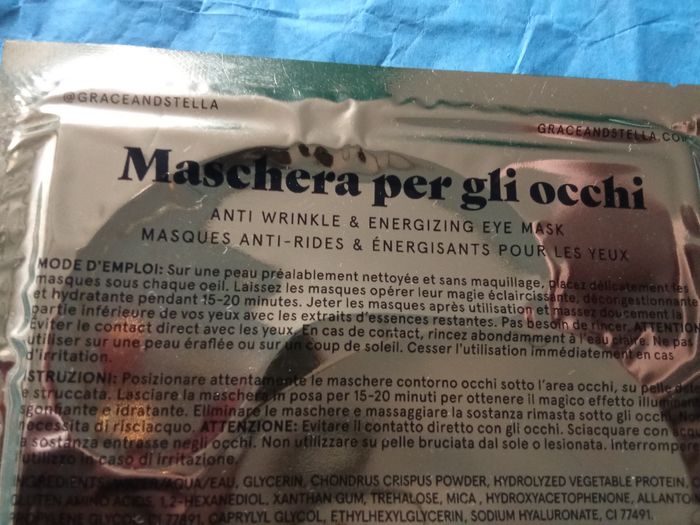 @GRACEANDSTELLA
GRACEANDSTELLA.COM
Maschera per gli occhi
ANTI WRINKLE & ENERGIZING EYE MASK
MASQUES ANTI-RIDES & ÉNERGISANTS POUR LES YEUX
MODE D'EMPLOI: Sur une peau préalablement nettoyée et sans maquillage, placez délicatement les
masques sous chaque oeil. Laissez les masques opérer leur magie éclaircissante, décongestionnante
et hydratante pendant 15-20 minutes. Jeter les masques après utilisation et massez doucement la
partie inférieure de vos yeux avec les extraits d'essences restantes. Pas besoin de rincer. ATTENTION
Éviter le contact direct avec les yeux. En cas de contact, rincez abondamment à l'eau claire. Ne pas
utiliser sur une peau éraflée ou sur un coup de soleil. Cesser l'utilisation immédiatement en cas
d'irritation.
STRUZIONI: Posizionare attentamente le maschere contorno occhi sotto l'area occhi, su pelle
e struccata. Lasciare la maschera in posa per 15-20 minuti per ottenere il magico effetto illuminant
sgonfiante e idratante. Eliminare le maschere e massaggiare la sostanza rimasta sotto gli occhi.
necessita di risciacquo. ATTENZIONE: Evitare il contatto diretto con gli occhi. Sciacquare con acqu
a sostanza entrasse negli occhi. Non utilizzare su pelle bruciata dal sole o lesionata. Interrompere
l'utilizzo in caso di irritazione.
INGREDIENTS: WATER/AQUA/EAU, GLYCERIN, CHONDRUS CRISPUS POWDER, HYDROLYZED VEGETABLE PROTEIN, C
GLUTEN AMINO ACIDS, 1,2-HEXANEDIOL, XANTHAN GUM, TREHALOSE, MICA, HYDROXYACETOPHENONE, ALLANTO
PROPYLENE GLYCOL, CI 77891, CAPRYLYL GLYCOL, ETHYLHEXYLGLYCERIN, SODIUM HYALURONATE, CI 77491,